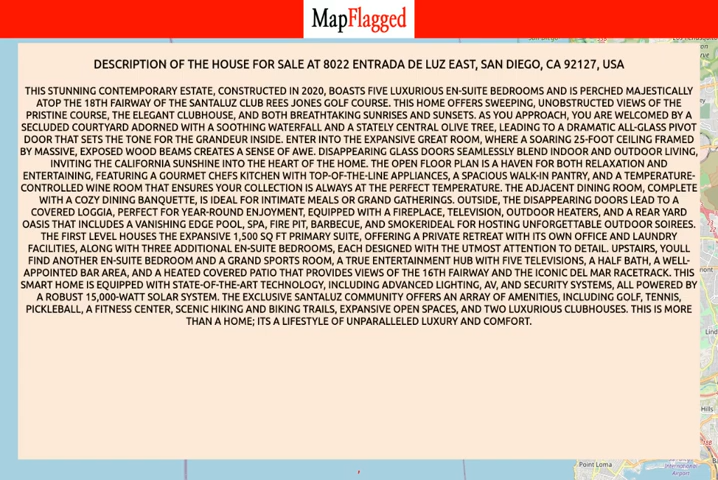 MapFlagged
DESCRIPTION OF THE HOUSE FOR SALE AT 8022 ENTRADA DE LUZ EAST, SAN DIEGO, CA 92127, USA
THIS STUNNING CONTEMPORARY ESTATE, CONSTRUCTED IN 2020, BOASTS FIVE LUXURIOUS EN-SUITE BEDROOMS AND IS PERCHED MAJESTICALLY
ATOP THE 18TH FAIRWAY OF THE SANTALUZ CLUB REES JONES GOLF COURSE. THIS HOME OFFERS SWEEPING, UNOBSTRUCTED VIEWS OF THE
PRISTINE COURSE, THE ELEGANT CLUBHOUSE, AND BOTH BREATHTAKING SUNRISES AND SUNSETS. AS YOU APPROACH, YOU ARE WELCOMED BY A
SECLUDED COURTYARD ADORNED WITH A SOOTHING WATERFALL AND A STATELY CENTRAL OLIVE TREE, LEADING TO A DRAMATIC ALL-GLASS PIVOT
DOOR THAT SETS THE TONE FOR THE GRANDEUR INSIDE. ENTER INTO THE EXPANSIVE GREAT ROOM, WHERE A SOARING 25-FOOT CEILING FRAMED
BY MASSIVE, EXPOSED WOOD BEAMS CREATES A SENSE OF AWE. DISAPPEARING GLASS DOORS SEAMLESSLY BLEND INDOOR AND OUTDOOR LIVING,
INVITING THE CALIFORNIA SUNSHINE INTO THE HEART OF THE HOME. THE OPEN FLOOR PLAN IS A HAVEN FOR BOTH RELAXATION AND
ENTERTAINING, FEATURING A GOURMET CHEFS KITCHEN WITH TOP-OF-THE-LINE APPLIANCES, A SPACIOUS WALK-IN PANTRY, AND A TEMPERATURE-
CONTROLLED WINE ROOM THAT ENSURES YOUR COLLECTION IS ALWAYS AT THE PERFECT TEMPERATURE. THE ADJACENT DINING ROOM, COMPLETE
WITH A COZY DINING BANQUETTE, IS IDEAL FOR INTIMATE MEALS OR GRAND GATHERINGS. OUTSIDE, THE DISAPPEARING DOORS LEAD TO A
COVERED LOGGIA, PERFECT FOR YEAR-ROUND ENJOYMENT, EQUIPPED WITH A FIREPLACE, TELEVISION, OUTDOOR HEATERS, AND A REAR YARD
OASIS THAT INCLUDES A VANISHING EDGE POOL, SPA, FIRE PIT, BARBECUE, AND SMOKERIDEAL FOR HOSTING UNFORGETTABLE OUTDOOR SOIREES.
THE FIRST LEVEL HOUSES THE EXPANSIVE 1,500 SQ FT PRIMARY SUITE, OFFERING A PRIVATE RETREAT WITH ITS OWN OFFICE AND LAUNDRY
FACILITIES, ALONG WITH THREE ADDITIONAL EN-SUITE BEDROOMS, EACH DESIGNED WITH THE UTMOST ATTENTION TO DETAIL. UPSTAIRS, YOULL
FIND ANOTHER EN-SUITE BEDROOM AND A GRAND SPORTS ROOM, A TRUE ENTERTAINMENT HUB WITH FIVE TELEVISIONS, A HALF BATH, A WELL-
APPOINTED BAR AREA, AND A HEATED COVERED PATIO THAT PROVIDES VIEWS OF THE 16TH FAIRWAY AND THE ICONIC DEL MAR RACETRACK. THIS
SMART HOME IS EQUIPPED WITH STATE-OF-THE-ART TECHNOLOGY, INCLUDING ADVANCED LIGHTING, AV, AND SECURITY SYSTEMS, ALL POWERED BY
A ROBUST 15,000-WATT SOLAR SYSTEM. THE EXCLUSIVE SANTALUZ COMMUNITY OFFERS AN ARRAY OF AMENITIES, INCLUDING GOLF, TENNIS,
PICKLEBALL, A FITNESS CENTER, SCENIC HIKING AND BIKING TRAILS, EXPANSIVE OPEN SPACES, AND TWO LUXURIOUS CLUBHOUSES. THIS IS MORE
THAN A HOME; ITS A LIFESTYLE OF UNPARALLELED LUXURY AND COMFORT.
Hills
Point Loma
International
Airport